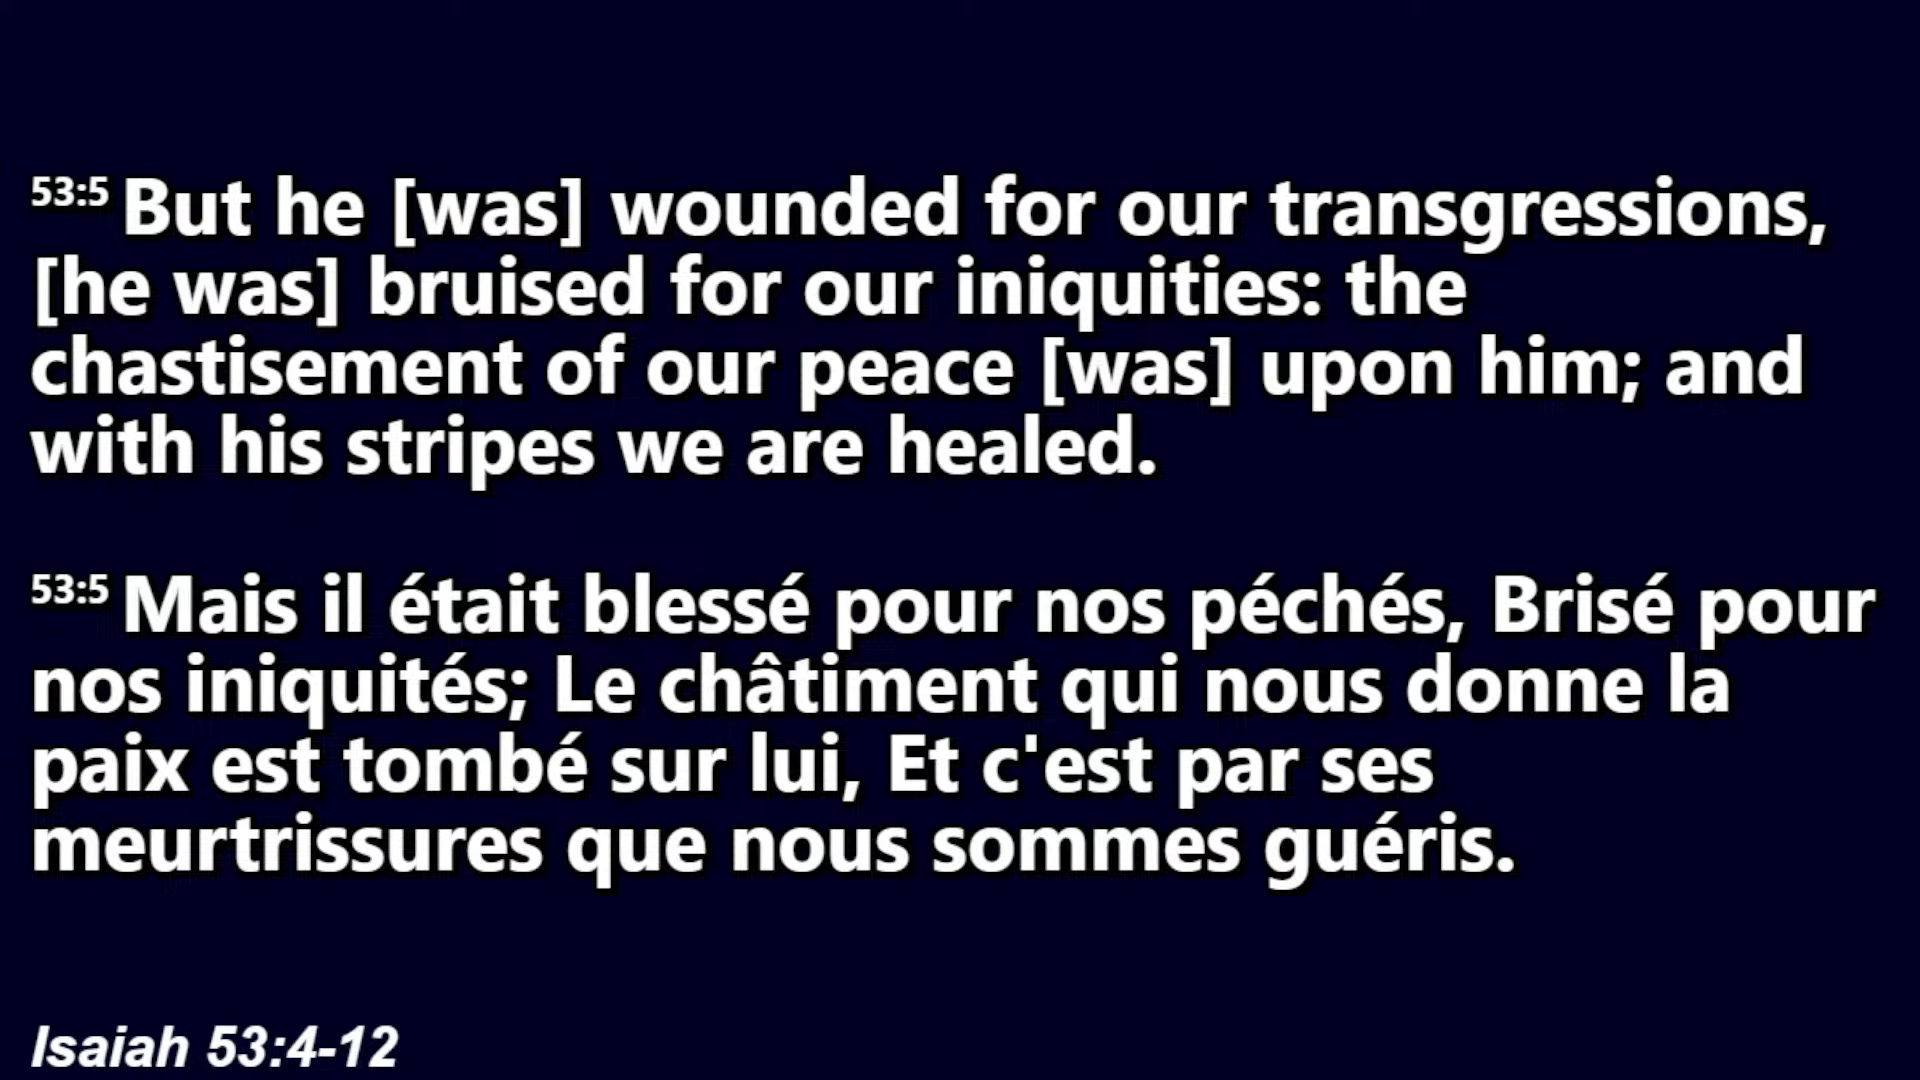 53:5 But he [was] wounded for our transgressions,
[he was] bruised for our iniquities: the
chastisement of our peace [was] upon him; and
with his stripes we are healed.
53:5 Mais il était blessé pour nos péchés, Brisé pour
nos iniquités; Le châtiment qui nous donne la
paix est tombé sur lui, Et c'est par ses
meurtrissures que nous sommes guéris.
Isaiah 53:4-12